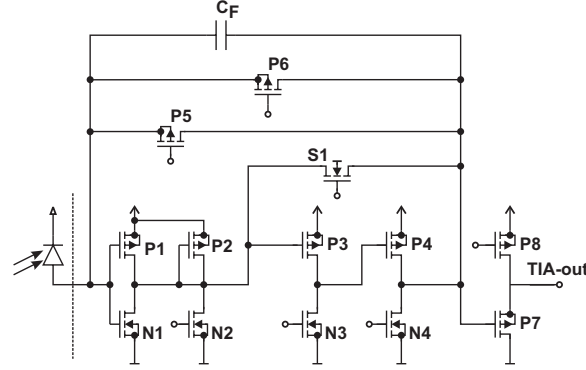 CF
P6
P5
S1
P1 P2 P3 P4 P8
TIA-out
N1 N2 N3 N4 P7